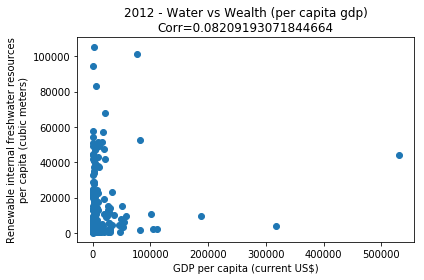 2012 - Water vs Wealth (per capita gdp)
Corr=0.08209193071844664
Renewable internal freshwater resources
per capita (cubic meters)
100000
80000
60000
40000
20000
0
0
100000
200000
300000
400000
500000
GDP per capita (current US$)